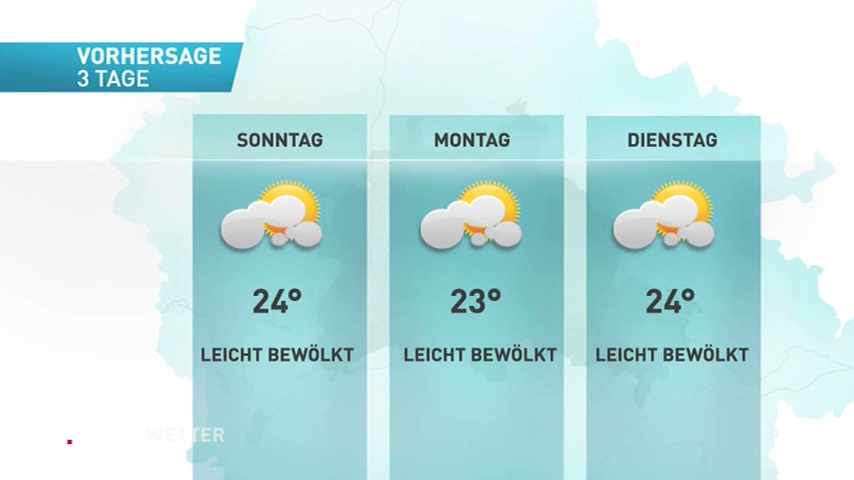 VORHERSAGE
3 TAGE
SONNTAG
MONTAG
DIENSTAG
24°
23°
24°
LEICHT BEWÖLKT
LEICHT BEWÖLKT
LEICHT BEWÖLKT
WETTER